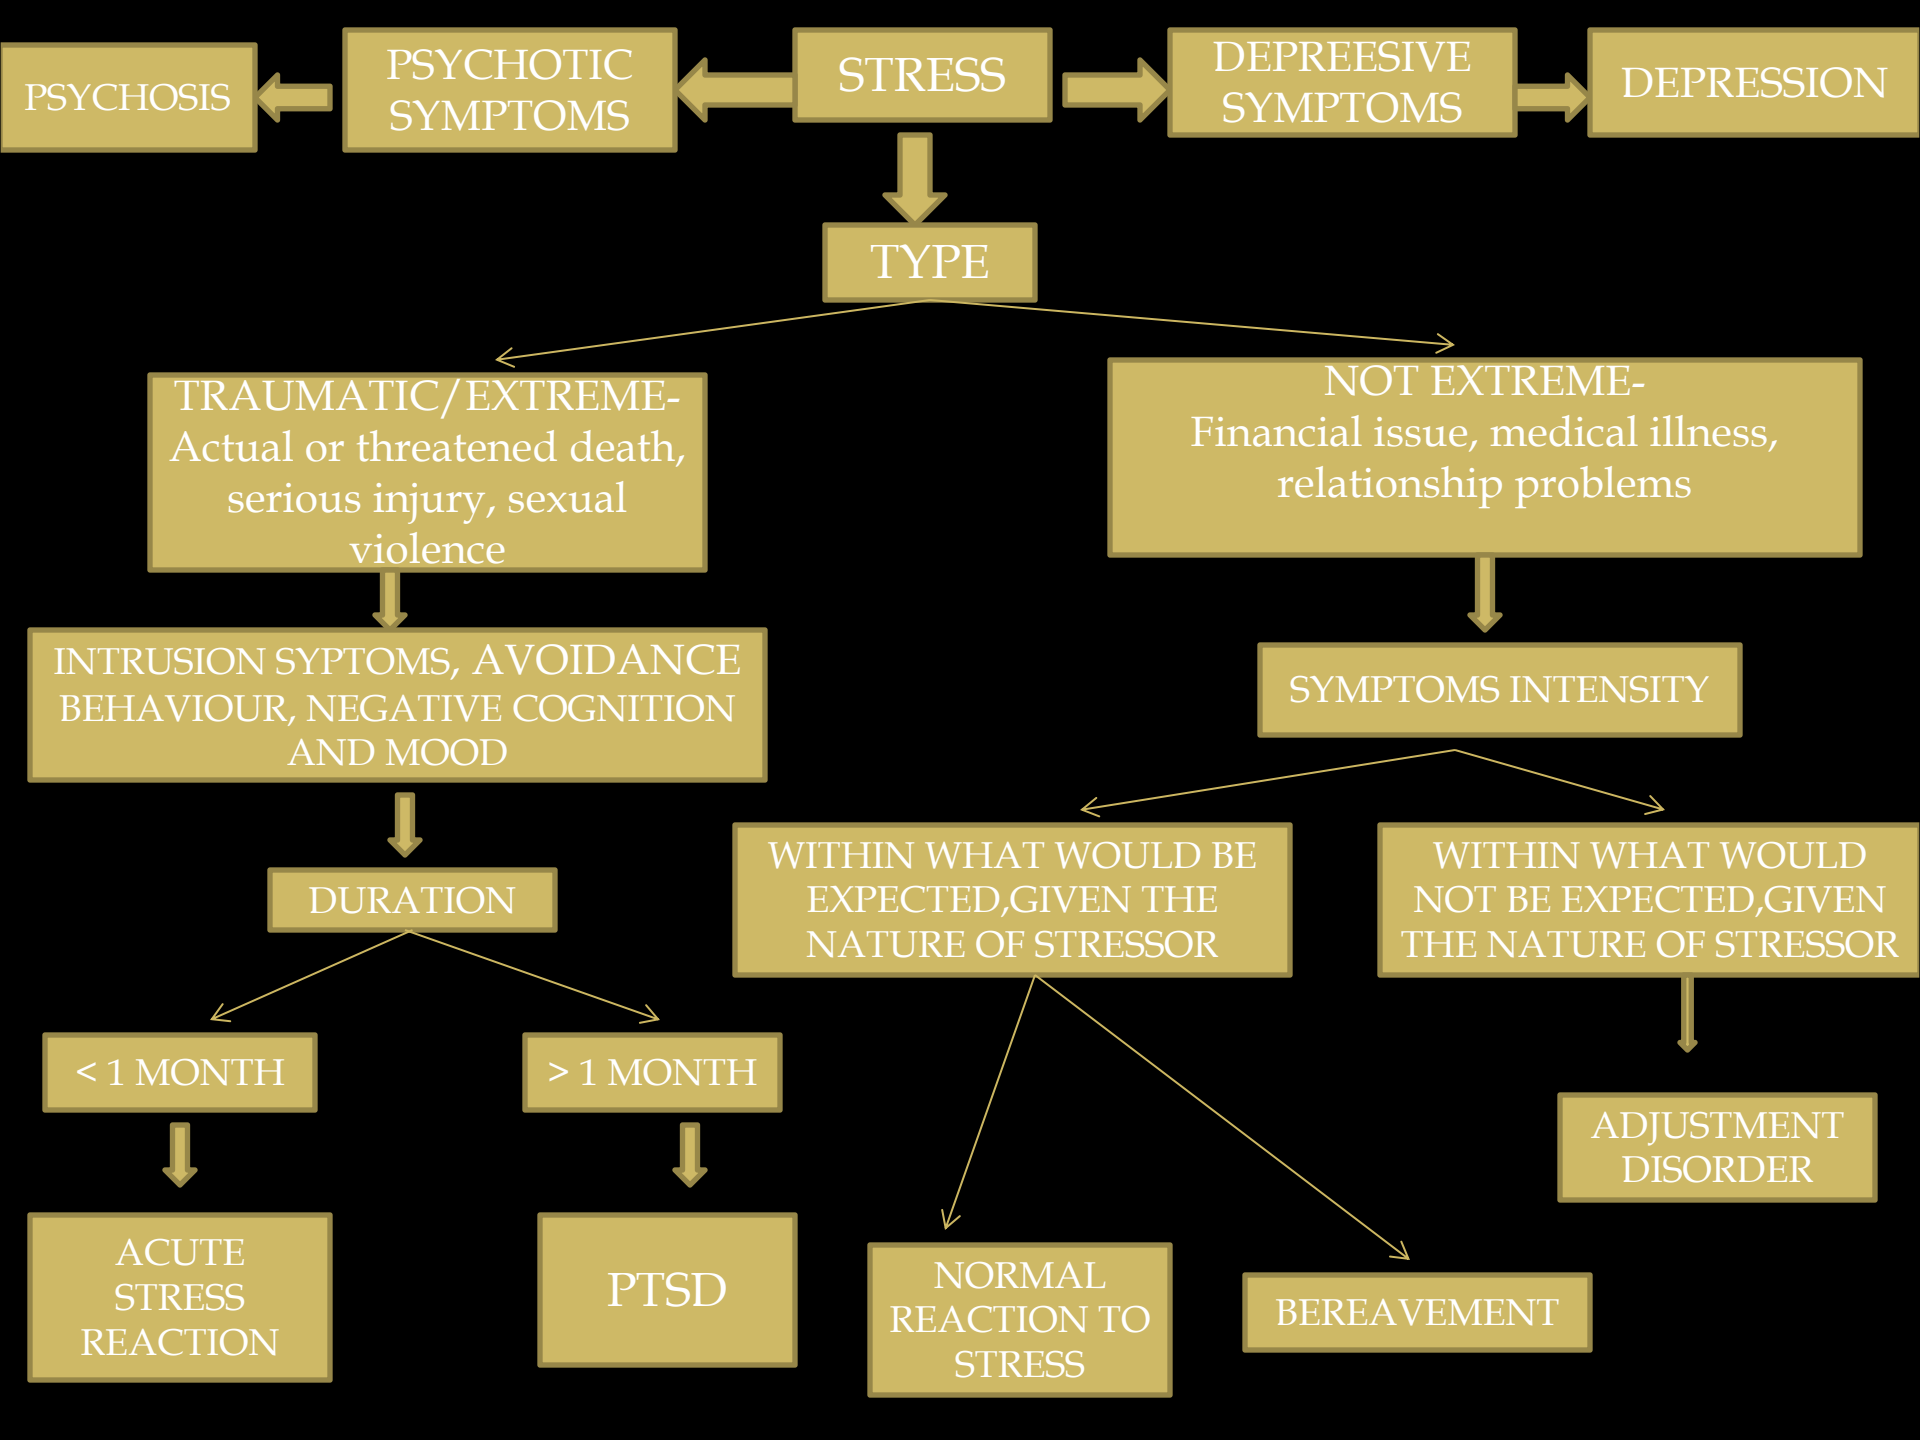 PSYCHOSIS
PSYCHOTIC
SYMPTOMS
STRESS
DEPREESIVE
SYMPTOMS
DEPRESSION
TYPE
TRAUMATIC/EXTREME-
Actual or threatened death,
serious injury, sexual
violence
NOT EXTREME-
Financial issue, medical illness,
relationship problems
INTRUSION SYPTOMS, AVOIDANCE
BEHAVIOUR, NEGATIVE COGNITION
AND MOOD
SYMPTOMS INTENSITY
DURATION
WITHIN WHAT WOULD BE
EXPECTED,GIVEN THE
NATURE OF STRESSOR
WITHIN WHAT WOULD
NOT BE EXPECTED,GIVEN
THE NATURE OF STRESSOR
< 1 MONTH
> 1 MONTH
ADJUSTMENT
DISORDER
ACUTE
STRESS
REACTION
PTSD
NORMAL
REACTION TO
STRESS
BEREAVEMENT